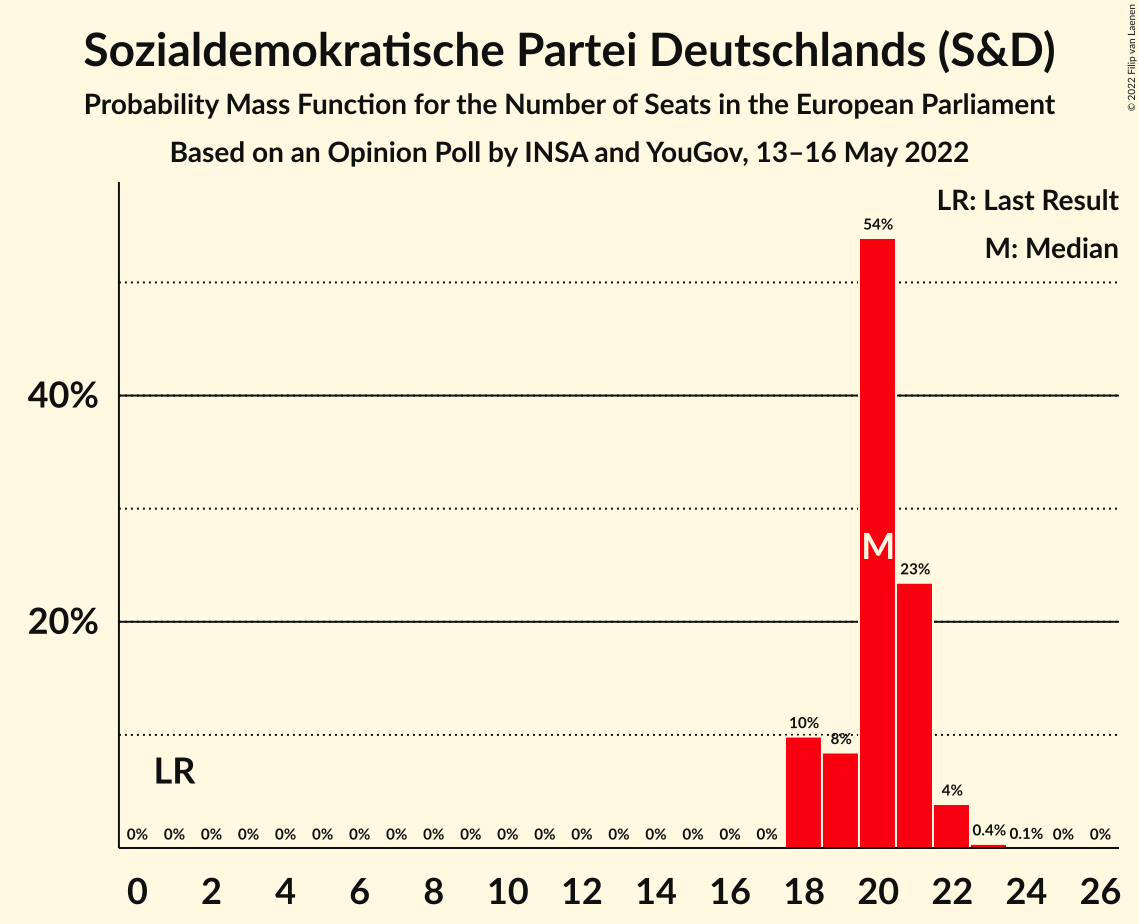 Sozialdemokratische Partei Deutschlands (S&D)
Probability Mass Function for the Number of Seats in the European Parliament
Based on an Opinion Poll by INSA and YouGov, 13–16 May 2022
© 2022 Filip van Laenen
LR: Last Result
M: Median
54%
40%
M
23%
20%
10%
8%
LR
4%
0% 0% 0% 0% 0% 0% 0% 0% 0% 0% 0% 0% 0% 0% 0% 0% 0% 0% 0.4% 0.1% 0% 0%
0 2 4 6 8 10 12 14 16 18 20 22 24 26